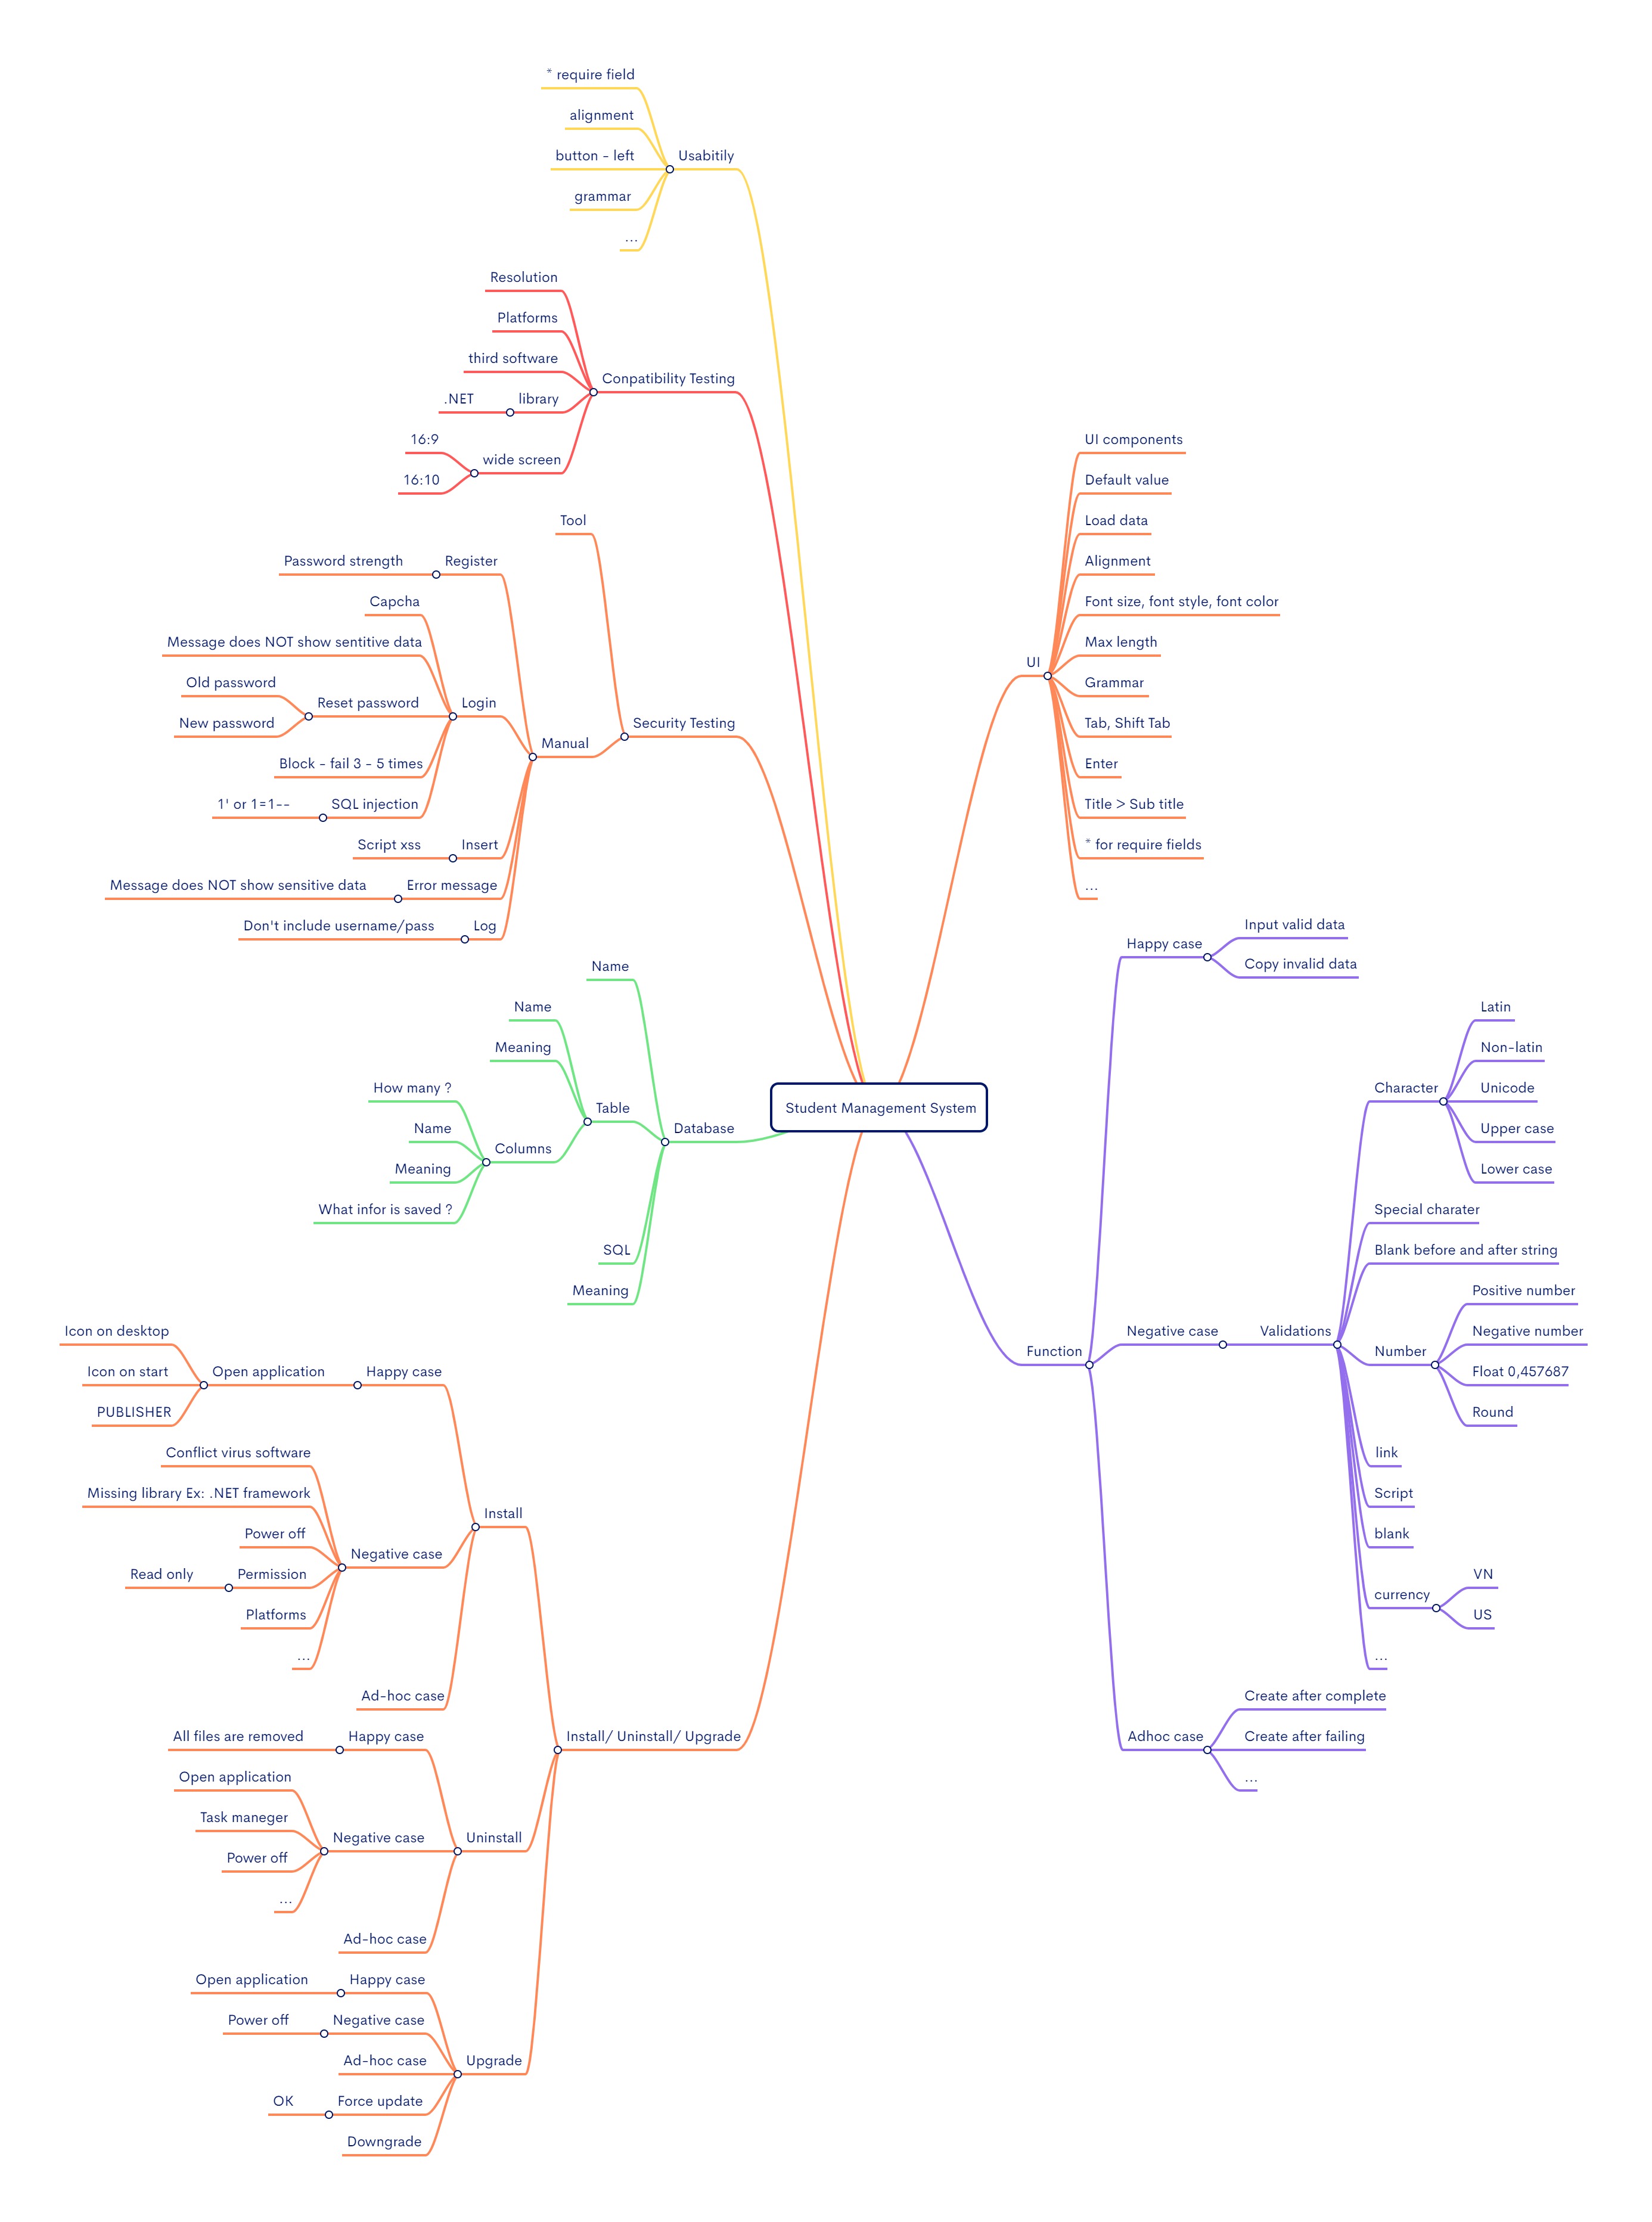 * require field
alignment
button - left
Usabitily
grammar
...
Resolution
Platforms
third software
Conpatibility Testing
.NET
library
16:9
wide screen
16:10
Tool
Password strength
Register
Capcha
Message does NOT show sentitive data
Old password
Reset password
New password
Login
Block - fail 3 - 5 times
1' or 1=1--
SQL injection
Manual
Security Testing
Script xss
Insert
Message does NOT show sensitive data
Error message
Don't include username/pass
Log
Name
Name
Meaning
Table
How many ?
Name
Columns
Meaning
What infor is saved ?
Database
SQL
Meaning
Student Management System
Icon on desktop
Icon on start
Open application
Happy case
PUBLISHER
Conflict virus software
Missing library Ex: .NET framework
Power off
Negative case
Install
Read only
Permission
Platforms
...
Ad-hoc case
Install/ Uninstall/ Upgrade
All files are removed
Happy case
Open application
Task maneger
Negative case
Uninstall
Power off
...
Ad-hoc case
Open application
Happy case
Power off
Negative case
Ad-hoc case
Upgrade
OK
Force update
Downgrade
UI
UI components
Default value
Load data
Alignment
Font size, font style, font color
Max length
Grammar
Tab, Shift Tab
Enter
Title > Sub title
* for require fields
...
Function
Happy case
Input valid data
Copy invalid data
Negative case
Validations
Character
Latin
Non-latin
Unicode
Upper case
Lower case
Special charater
Blank before and after string
Number
Positive number
Negative number
Float 0,457687
Round
link
Script
blank
currency
VN
US
...
Adhoc case
Create after complete
Create after failing
...